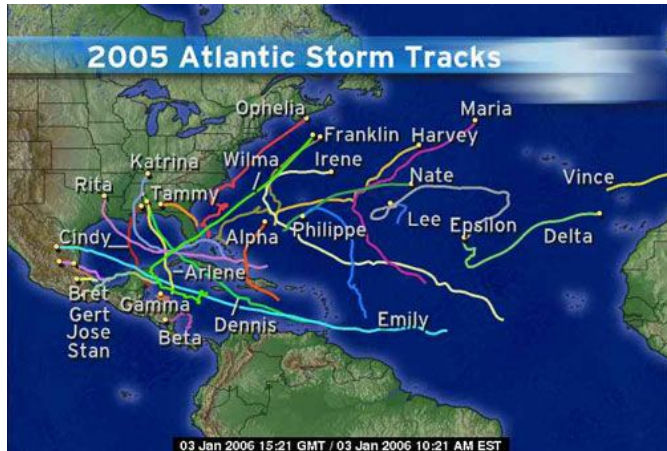 2005 Atlantic Storm Tracks
Maria
Ophelia
Franklin
Harvey
Katrina
Wilma
Irene
Rita
Tammy
Nate
Vince
Cindy
Alpha
Philippe
Lee
Epsilon
Delta
Arlene
Bret
Gamma
Gert
Dennis
Emily
Jose
Beta
Stan
03 Jan 2006 15:21 GMT / 03 Jan 2006 10:21 AM EST